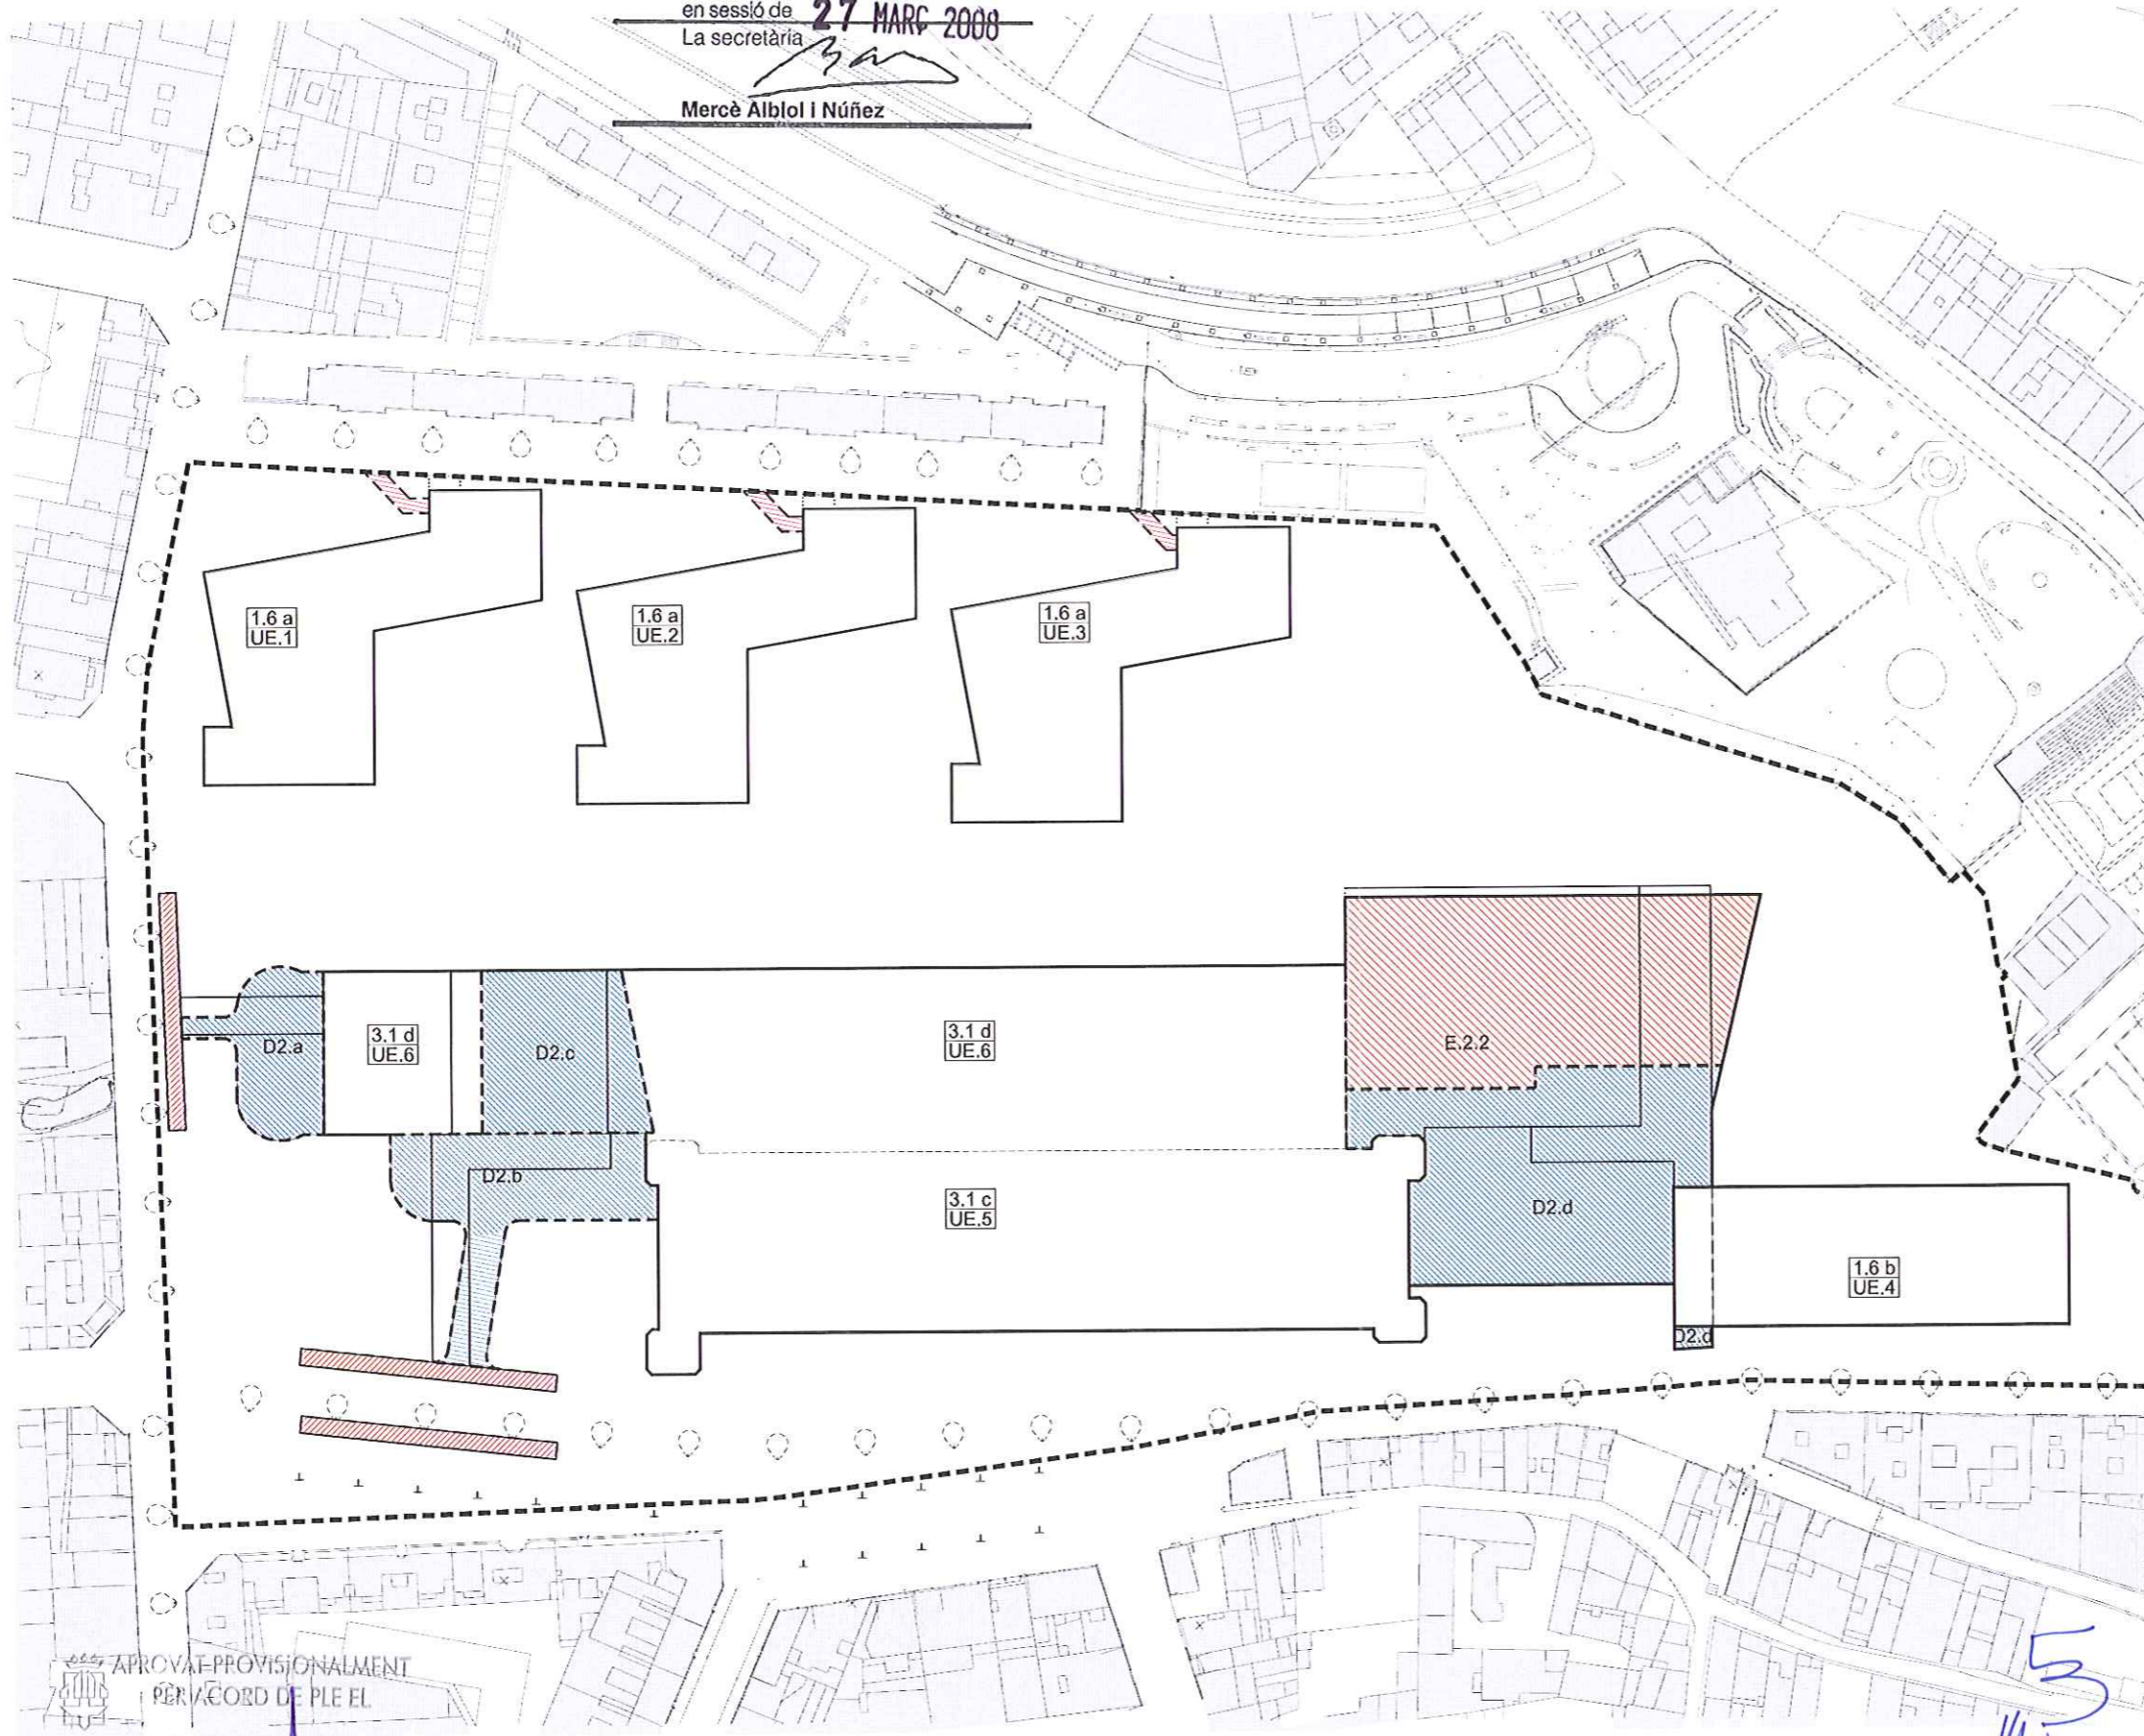 en sessió de 27 MARÇ 2008
La secretària
Mercè Albiol i Núñez
1.6 a
UE.1
1.6 a
UE.2
1.6 a
UE.3
D2.a
3.1 d
UE.6
D2.c
3.1 d
UE.6
E.2.2
D2.b
3.1 c
UE.5
D2.d
1.6 b
UE.4
D2.d
APROVAT PROVISIONALMENT
PER ACORD DE PLE EL
5